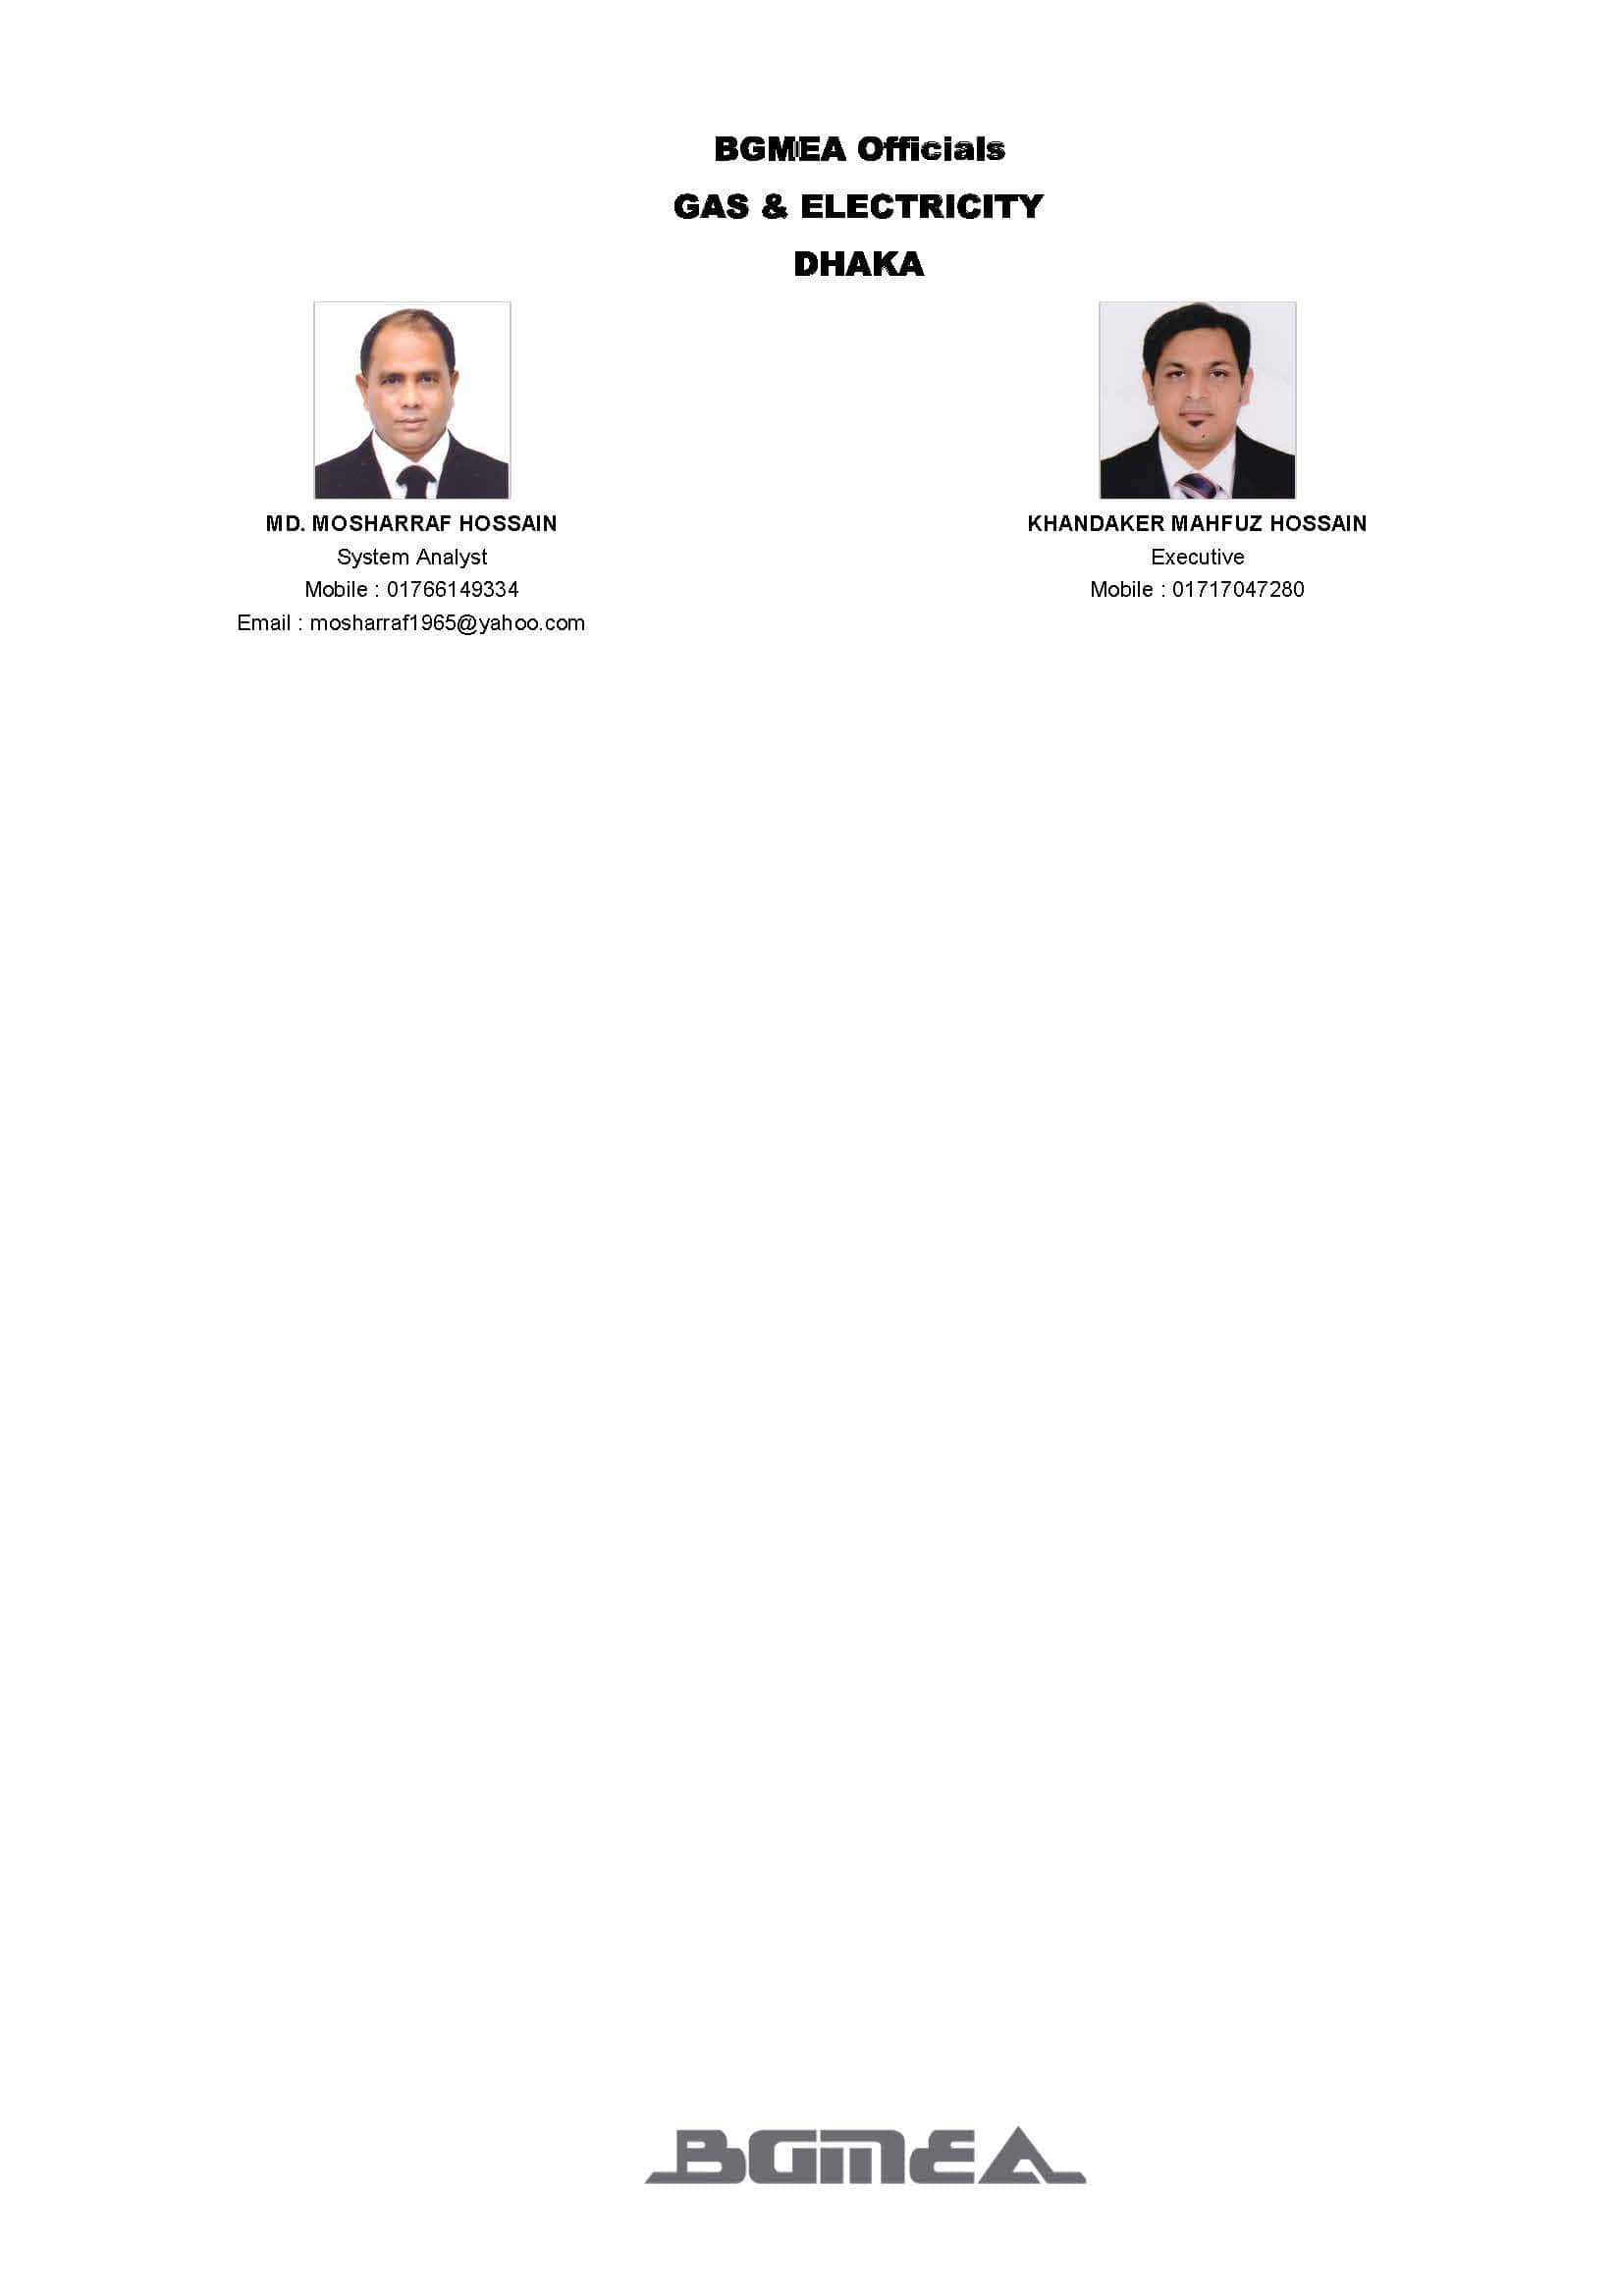 BGMEA Officials
GAS & ELECTRICITY
DHAKA
MD. MOSHARRAF HOSSAIN
System Analyst
Mobile : 01766149334
Email : mosharraf1965@yahoo.com
KHANDAKER MAHFUZ HOSSAIN
Executive
Mobile : 01717047280
BGMEA